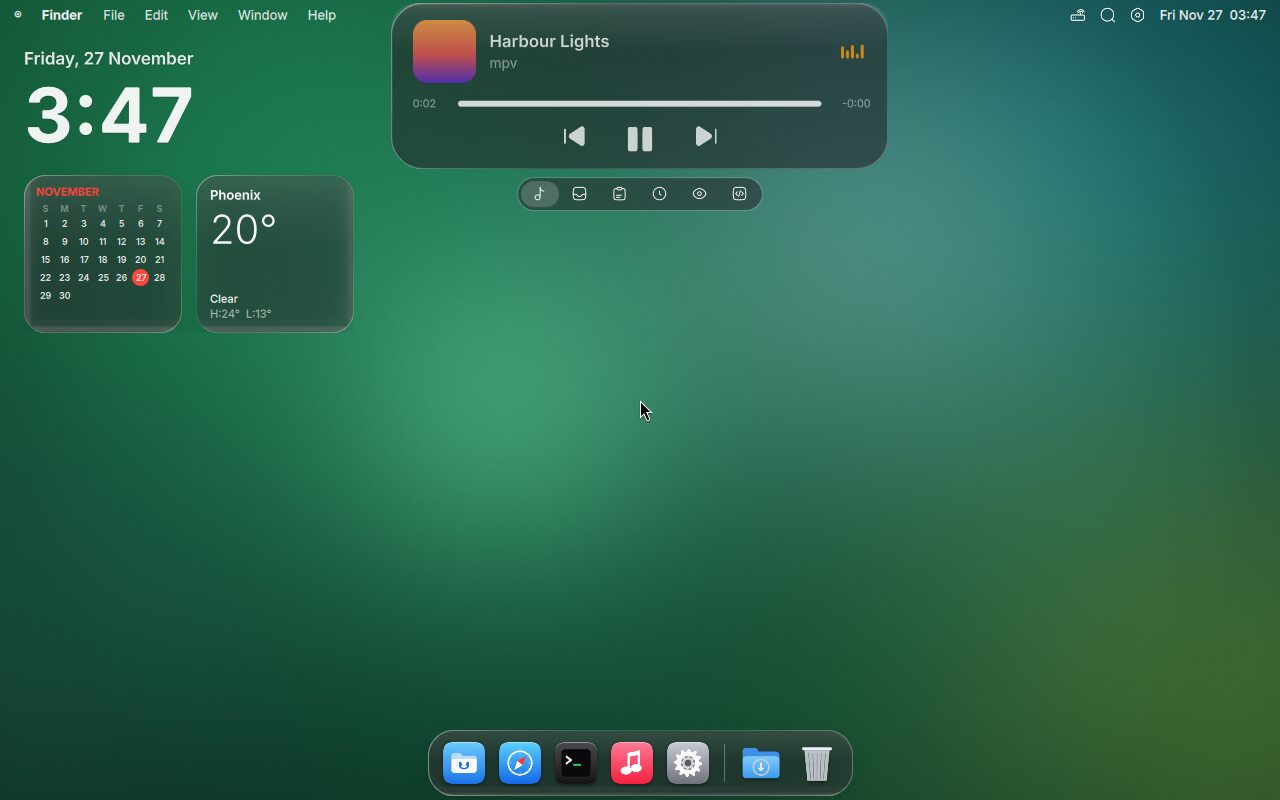 Finder File Edit View Window Help
Fri Nov 27 03:47
Friday, 27 November
3:47
Harbour Lights
mpv
0:02
-0:00
NOVEMBER
S M T W T F S
1 2 3 4 5 6 7
8 9 10 11 12 13 14
15 16 17 18 19 20 21
22 23 24 25 26 27 28
29 30
Phoenix
20°
Clear
H:24° L:13°